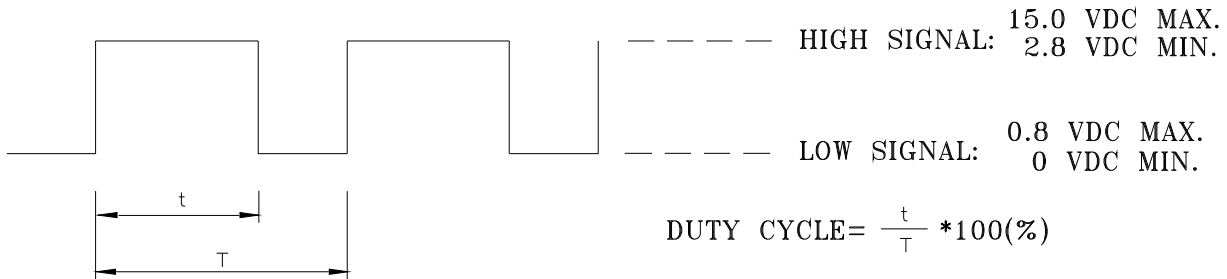 HIGH SIGNAL: 15.0 VDC MAX.
2.8 VDC MIN.
LOW SIGNAL: 0.8 VDC MAX.
0 VDC MIN.
t
T
DUTY CYCLE= t/T *100(%)